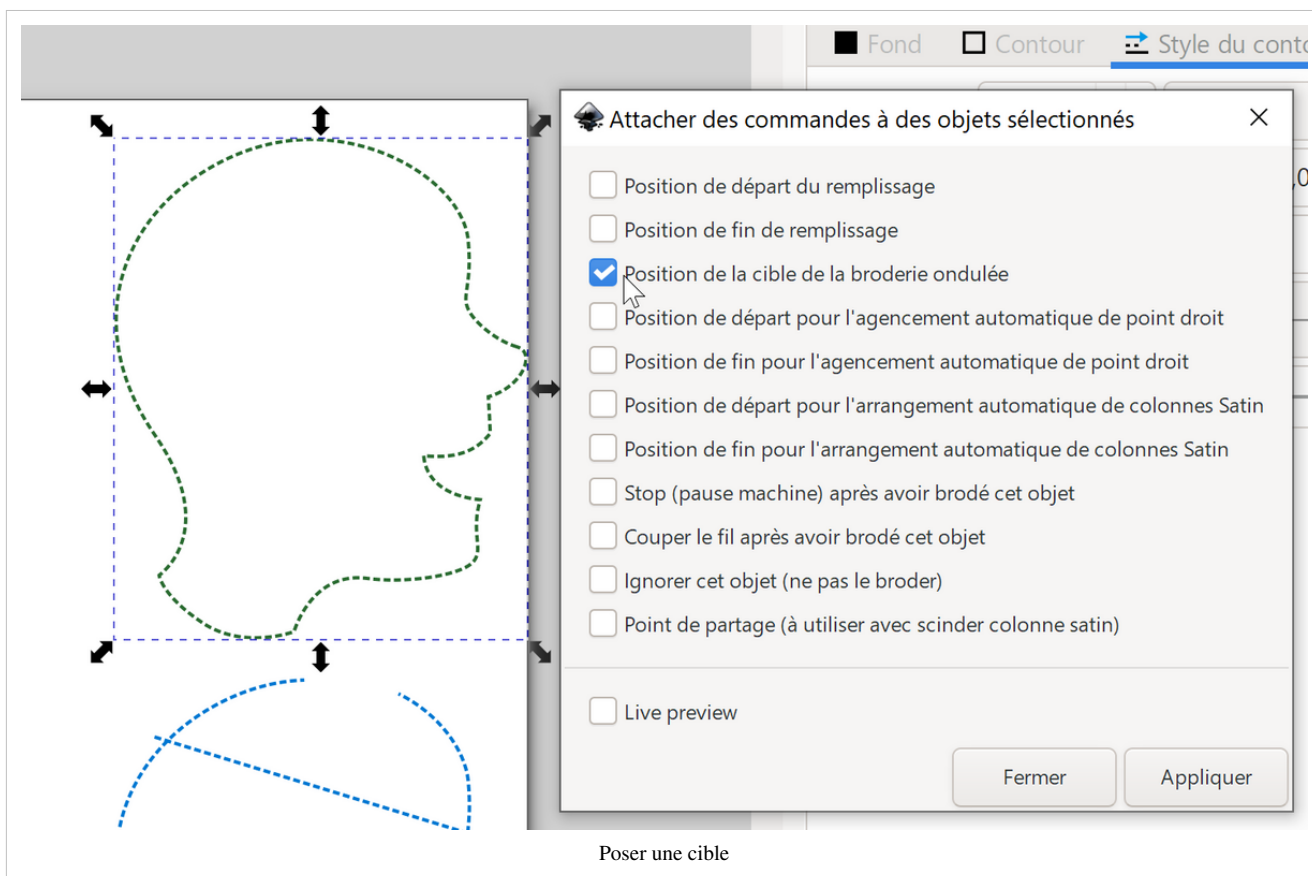 Fond Contour Style du conto
Attacher des commandes à des objets sélectionnés
Position de départ du remplissage
,0
Position de fin de remplissage
Position de la cible de la broderie ondulée
Position de départ pour l'agencement automatique de point droit
Position de fin pour l'agencement automatique de point droit
Position de départ pour l'arrangement automatique de colonnes Satin
Position de fin pour l'arrangement automatique de colonnes Satin
Stop (pause machine) après avoir brodé cet objet
Couper le fil après avoir brodé cet objet
Ignorer cet objet (ne pas le broder)
Point de partage (à utiliser avec scinder colonne satin)
Live preview
Fermer Appliquer
Poser une cible